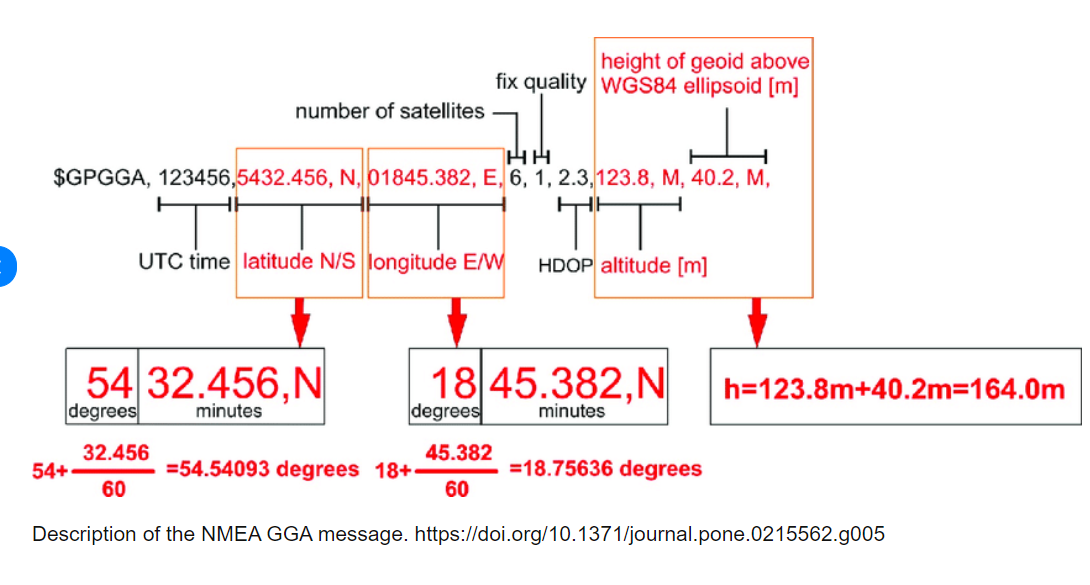 height of geoid above
fix quality WGS84 ellipsoid [m]
number of satellites
$GPGGA, 123456,5432.456, N, 01845.382, E, 6, 1, 2.3,123.8, M, 40.2, M,
UTC time latitude N/S longitude E/W HDOP altitude [m]
54 32.456,N 18 45.382,N h=123.8m+40.2m=164.0m
degrees minutes degrees minutes
32.456 45.382
54+ =54.54093 degrees 18+ =18.75636 degrees
60 60
Description of the NMEA GGA message. https://doi.org/10.1371/journal.pone.0215562.g005